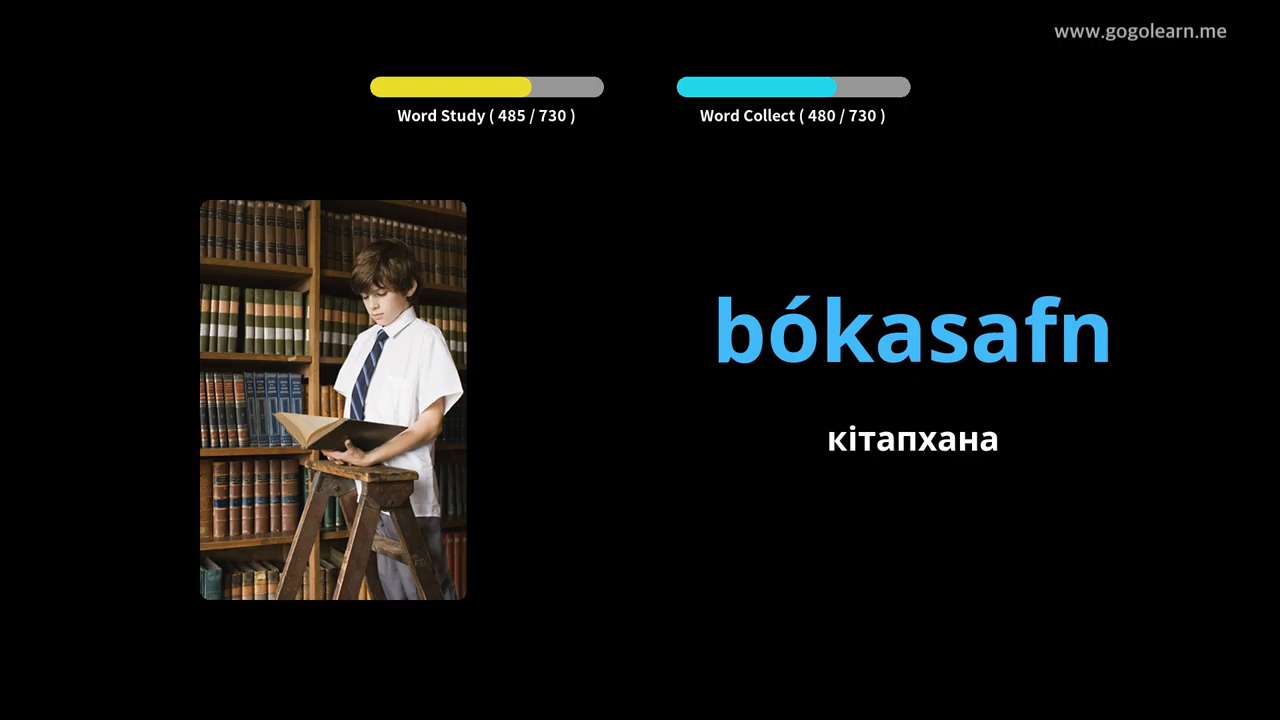 www.gogolearn.me
Word Study ( 485 / 730 )
Word Collect ( 480 / 730 )
bókasafn
кітапхана